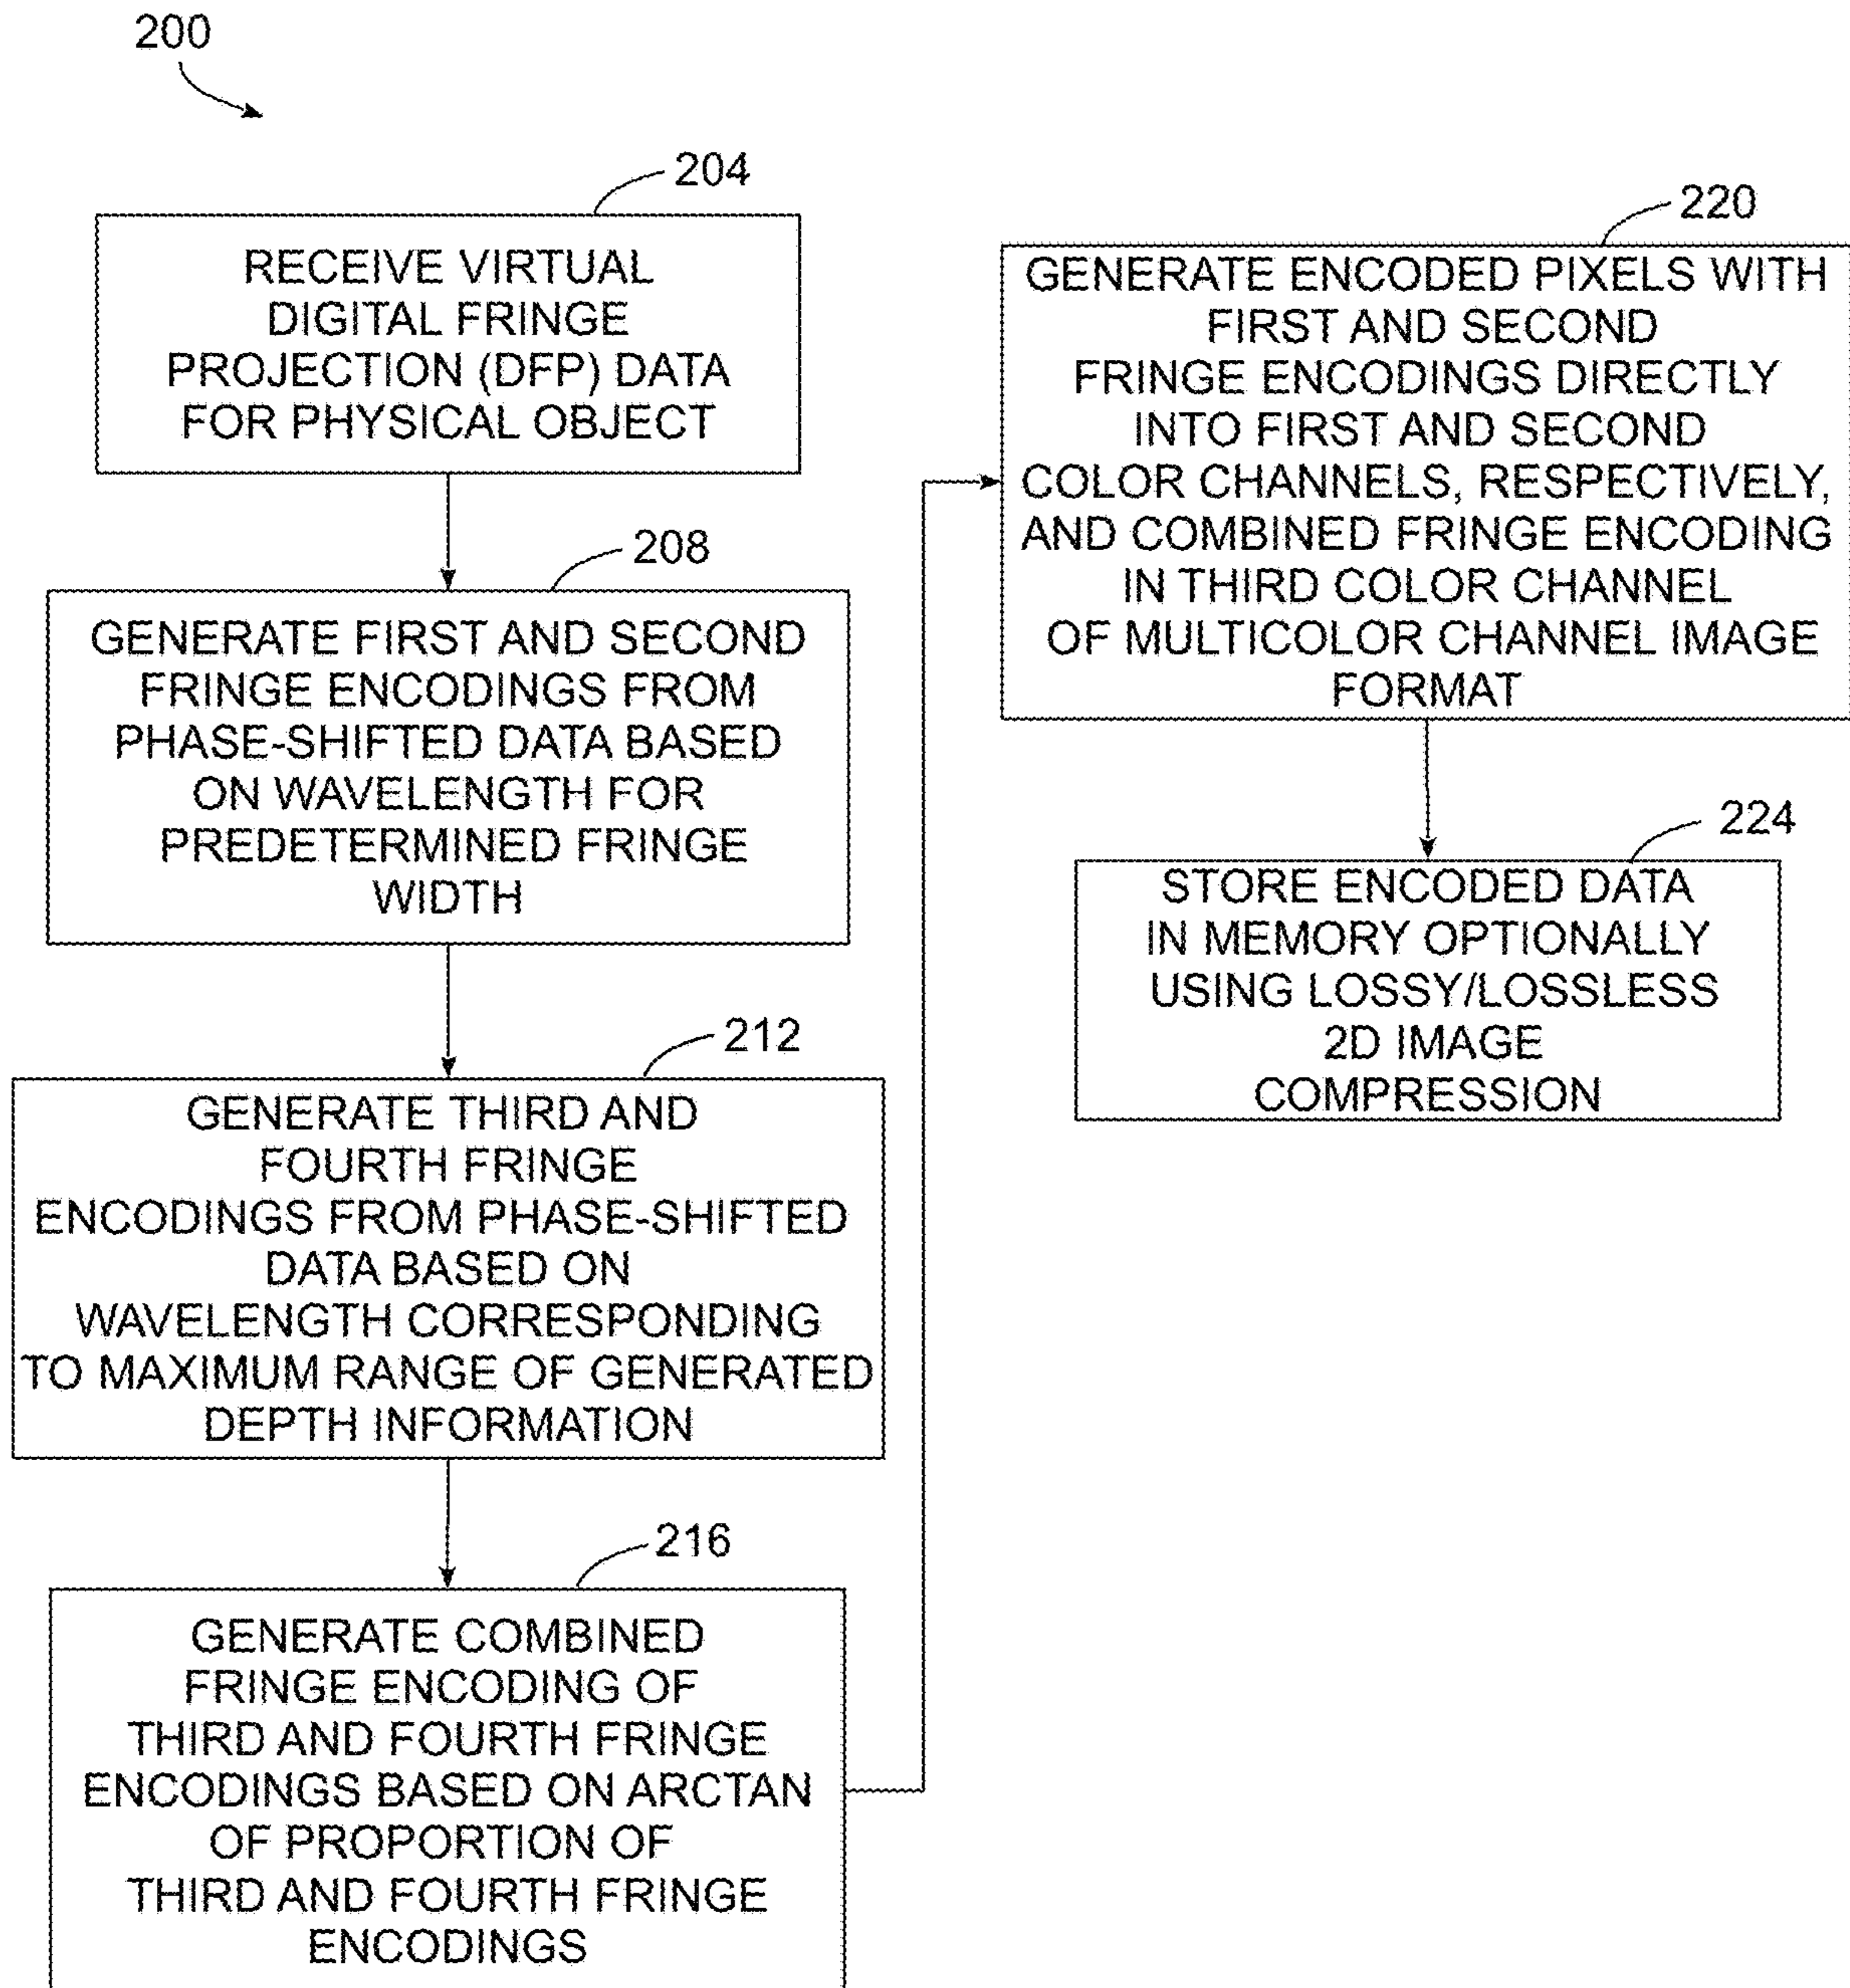 200
204
RECEIVE VIRTUAL
DIGITAL FRINGE
PROJECTION (DFP) DATA
FOR PHYSICAL OBJECT
208
GENERATE FIRST AND SECOND
FRINGE ENCODINGS FROM
PHASE-SHIFTED DATA BASED
ON WAVELENGTH FOR
PREDETERMINED FRINGE
WIDTH
212
GENERATE THIRD AND
FOURTH FRINGE
ENCODINGS FROM PHASE-SHIFTED
DATA BASED ON
WAVELENGTH CORRESPONDING
TO MAXIMUM RANGE OF GENERATED
DEPTH INFORMATION
216
GENERATE COMBINED
FRINGE ENCODING OF
THIRD AND FOURTH FRINGE
ENCODINGS BASED ON ARCTAN
OF PROPORTION OF
THIRD AND FOURTH FRINGE
ENCODINGS
220
GENERATE ENCODED PIXELS WITH
FIRST AND SECOND
FRINGE ENCODINGS DIRECTLY
INTO FIRST AND SECOND
COLOR CHANNELS, RESPECTIVELY,
AND COMBINED FRINGE ENCODING
IN THIRD COLOR CHANNEL
OF MULTICOLOR CHANNEL IMAGE
FORMAT
224
STORE ENCODED DATA
IN MEMORY OPTIONALLY
USING LOSSY/LOSSLESS
2D IMAGE
COMPRESSION